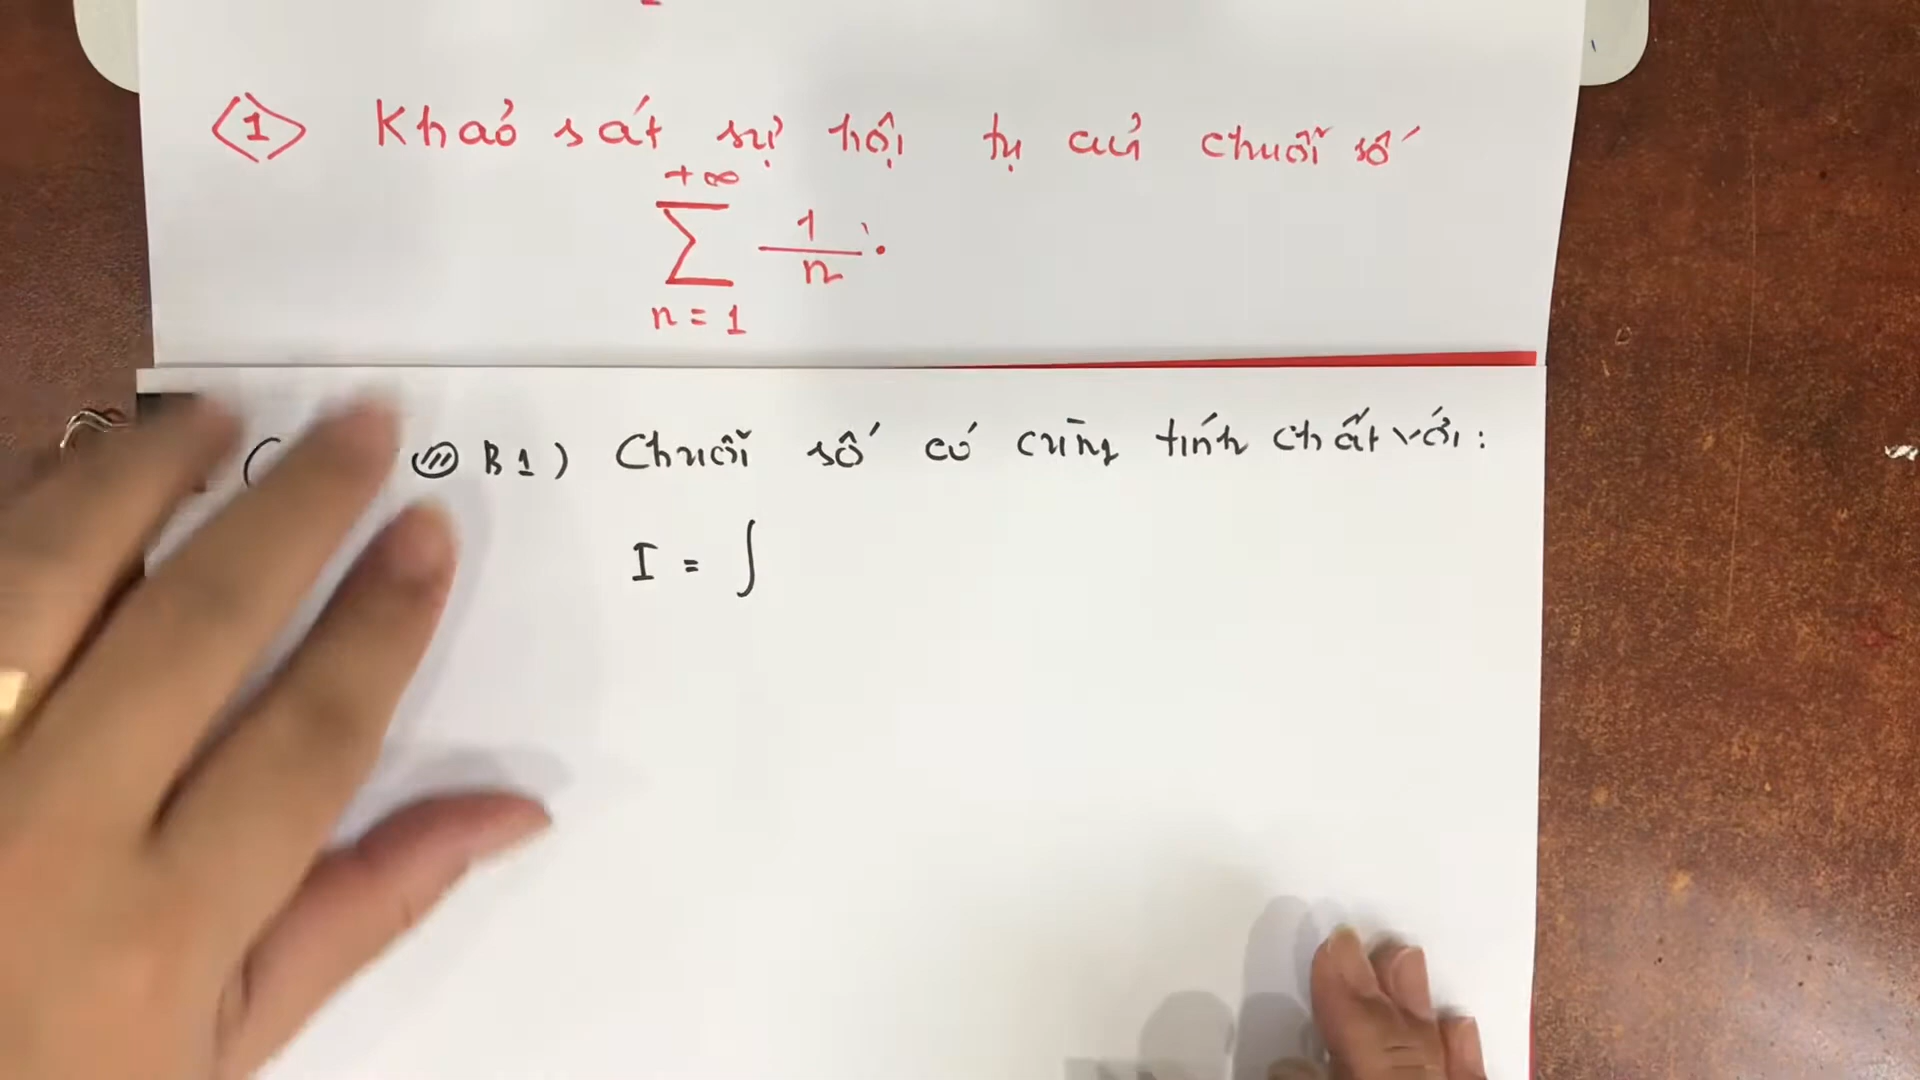 <1> Khảo sát sự hội tụ của chuỗi số
+∞
∑ 1/n .
n = 1
( B1) Chuỗi số có cùng tính chất với:
I = ∫